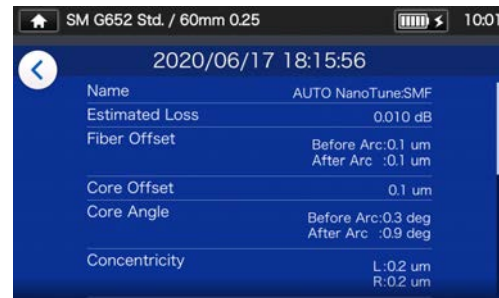 SM G652 Std. / 60mm 0.25 10:01
2020/06/17 18:15:56
Name AUTO NanoTune:SMF
Estimated Loss 0.010 dB
Fiber Offset Before Arc:0.1 um
After Arc :0.1 um
Core Offset 0.1 um
Core Angle Before Arc:0.3 deg
After Arc :0.9 deg
Concentricity L:0.2 um
R:0.2 um